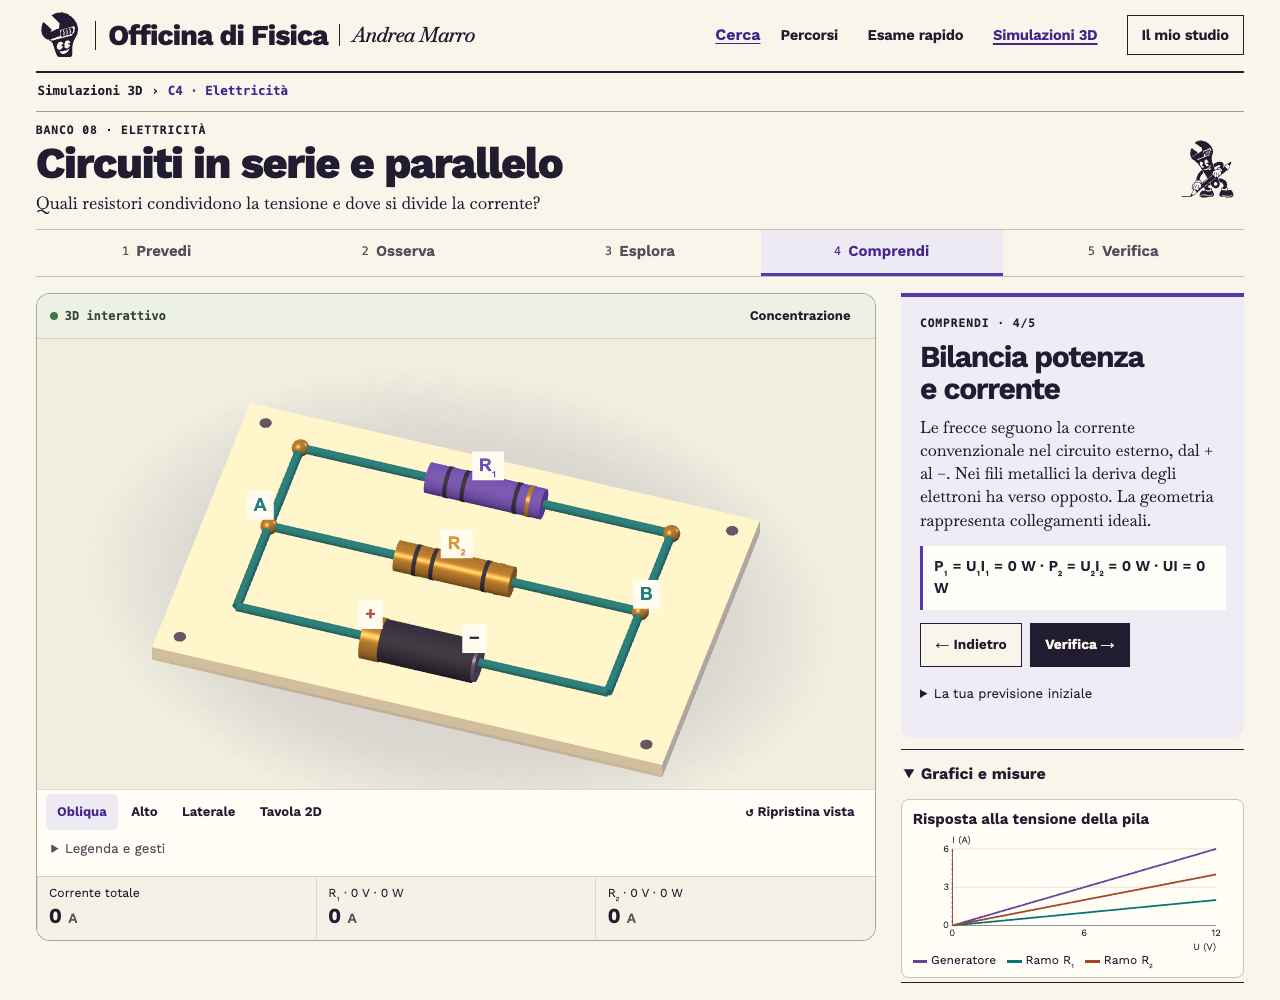 Officina di Fisica
Andrea Marro
Cerca
Percorsi
Esame rapido
Simulazioni 3D
Il mio studio
Simulazioni 3D › C4 · Elettricità
BANCO 08 · ELETTRICITÀ
Circuiti in serie e parallelo
Quali resistori condividono la tensione e dove si divide la corrente?
1 Prevedi
2 Osserva
3 Esplora
4 Comprendi
5 Verifica
3D interattivo
Concentrazione
R₁
A
R₂
B
+
−
Obliqua
Alto
Laterale
Tavola 2D
↺ Ripristina vista
▶ Legenda e gesti
Corrente totale
0 A
R₁ · 0 V · 0 W
0 A
R₂ · 0 V · 0 W
0 A
COMPRENDI · 4/5
Bilancia potenza
e corrente
Le frecce seguono la corrente
convenzionale nel circuito esterno, dal +
al −. Nei fili metallici la deriva degli
elettroni ha verso opposto. La geometria
rappresenta collegamenti ideali.
P₁ = U₁I₁ = 0 W · P₂ = U₂I₂ = 0 W · UI = 0
W
← Indietro
Verifica →
▶ La tua previsione iniziale
▼ Grafici e misure
Risposta alla tensione della pila
I (A)
6
3
0
0
6
12
U (V)
Generatore
Ramo R₁
Ramo R₂